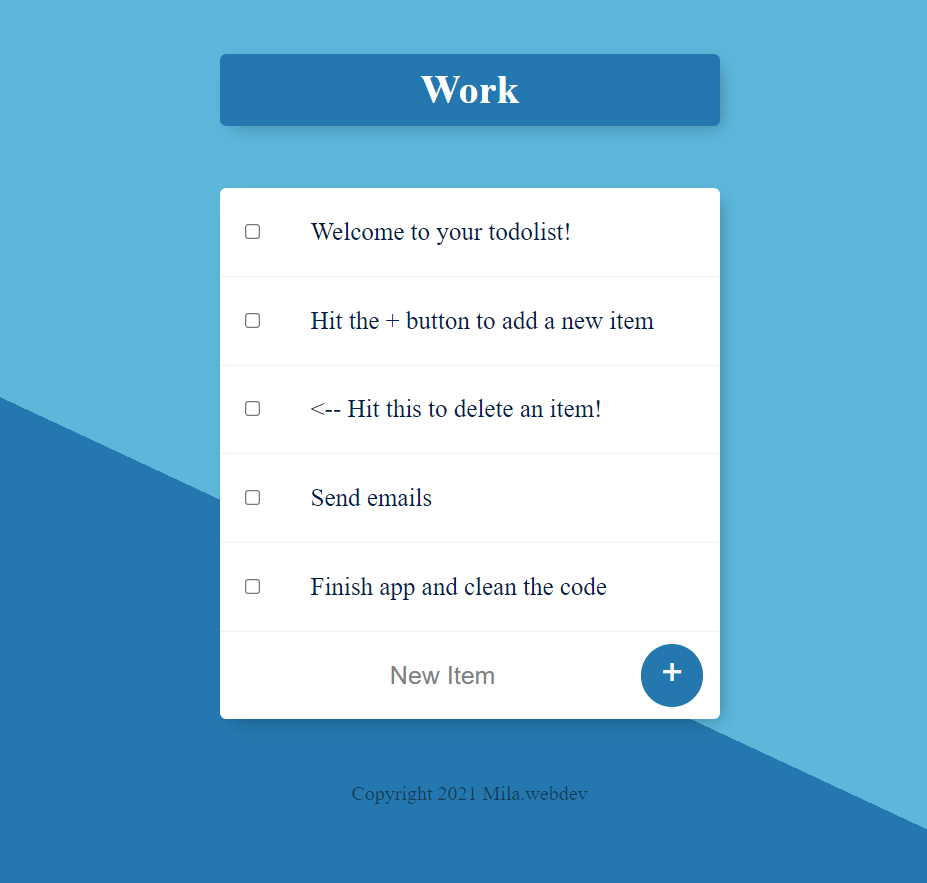 Work
Welcome to your todolist!
Hit the + button to add a new item
<-- Hit this to delete an item!
Send emails
Finish app and clean the code
New Item
+
Copyright 2021 Mila.webdev